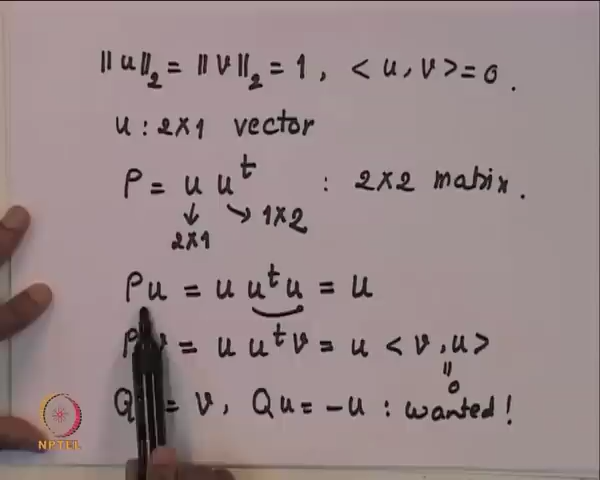 ‖u‖₂ = ‖v‖₂ = 1, <u,v> = 0.
u : 2×1 vector
P = u uᵗ : 2×2 matrix.
↓ ↘ 1×2
2×1
Pu = u uᵗu = u
P = u uᵗv = u <v,u>
॥
0
Q = v, Qu = -u : wanted!
NPTEL